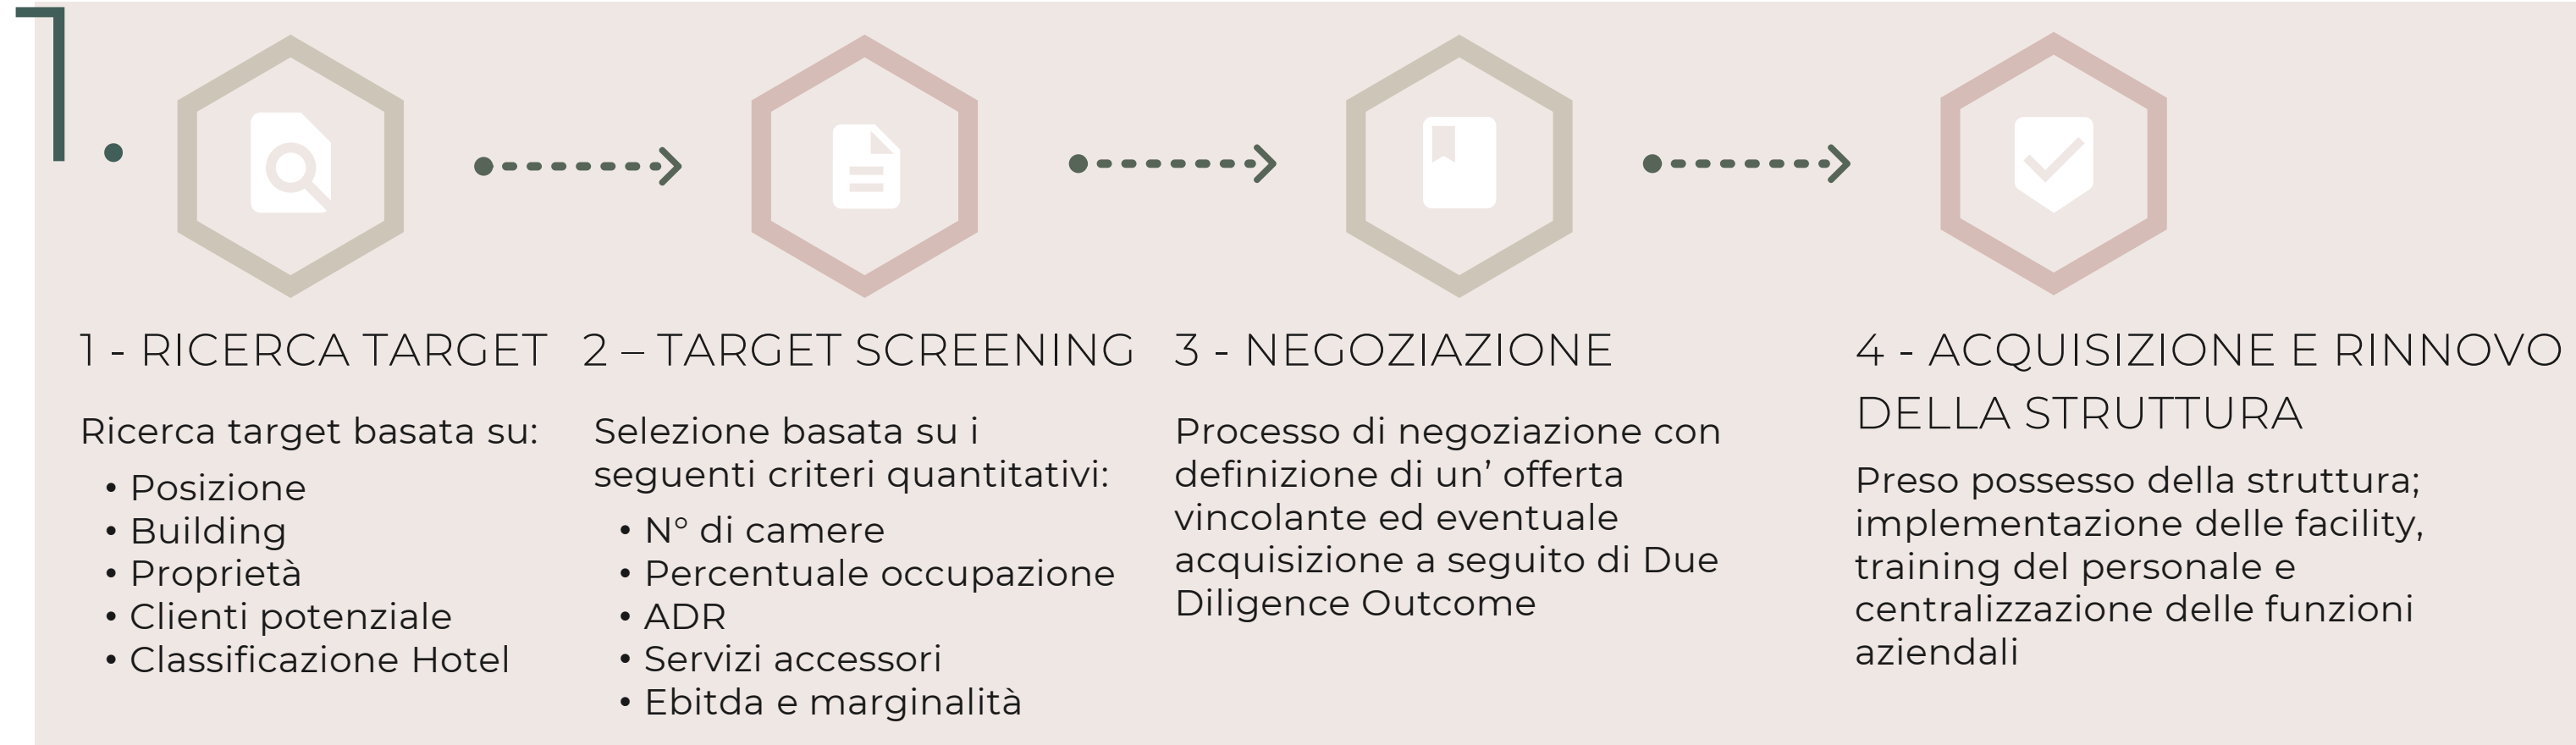 1 - RICERCA TARGET
Ricerca target basata su:
• Posizione
• Building
• Proprietà
• Clienti potenziale
• Classificazione Hotel
2 – TARGET SCREENING
Selezione basata su i
seguenti criteri quantitativi:
• N° di camere
• Percentuale occupazione
• ADR
• Servizi accessori
• Ebitda e marginalità
3 - NEGOZIAZIONE
Processo di negoziazione con
definizione di un’ offerta
vincolante ed eventuale
acquisizione a seguito di Due
Diligence Outcome
4 - ACQUISIZIONE E RINNOVO
DELLA STRUTTURA
Preso possesso della struttura;
implementazione delle facility,
training del personale e
centralizzazione delle funzioni
aziendali